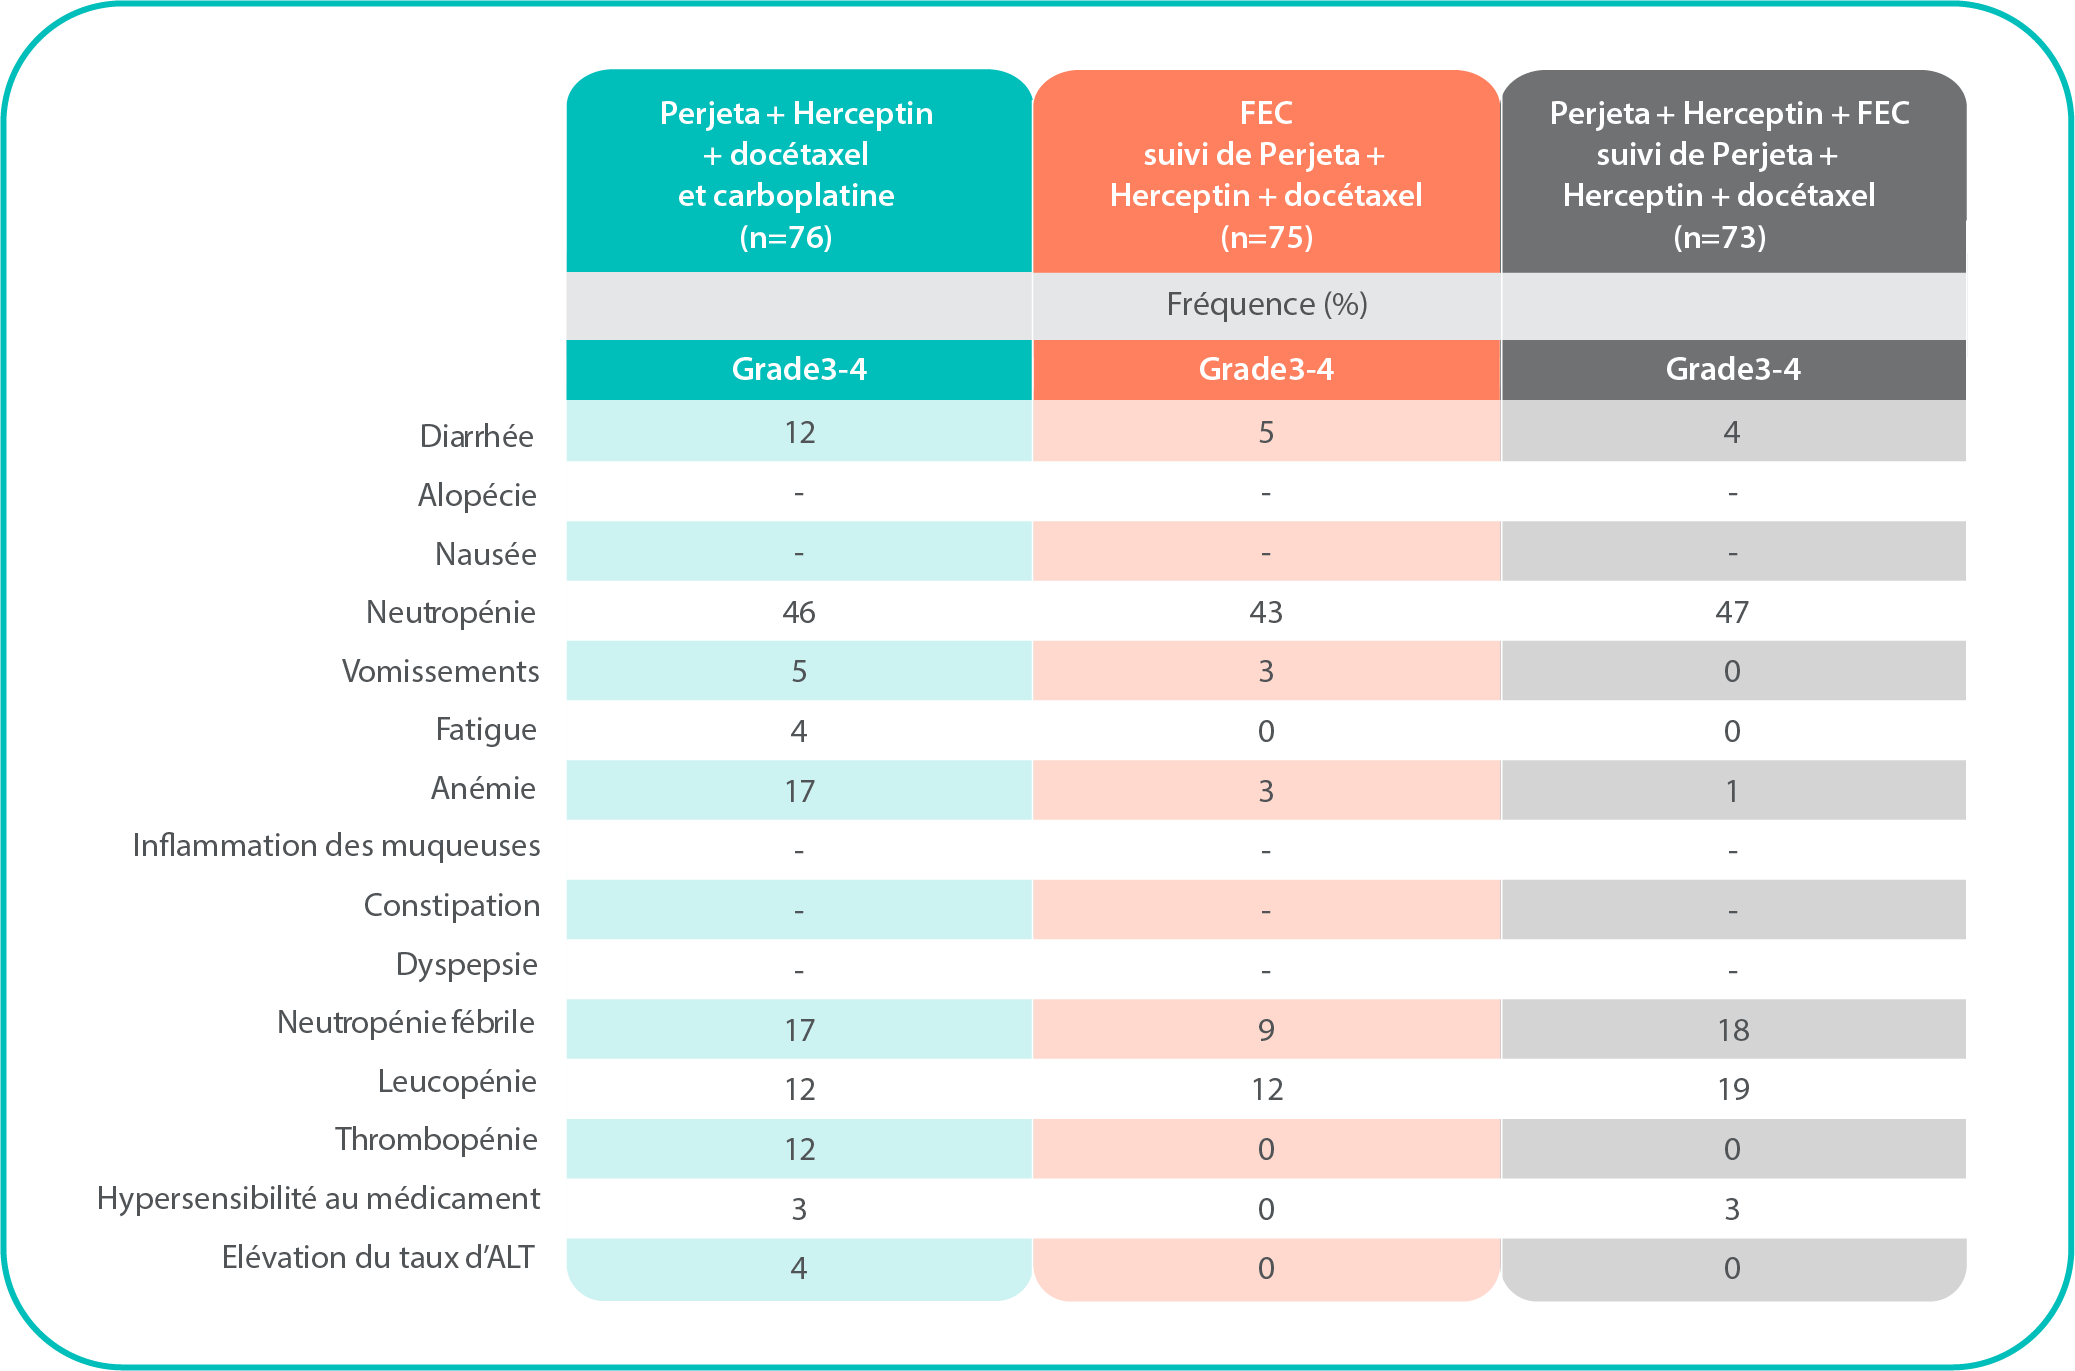 Perjeta + Herceptin
+ docétaxel
et carboplatine
(n=76)
FEC
suivi de Perjeta +
Herceptin + docétaxel
(n=75)
Perjeta + Herceptin + FEC
suivi de Perjeta +
Herceptin + docétaxel
(n=73)
Fréquence (%)
Grade3-4 Grade3-4 Grade3-4
Diarrhée 12 5 4
Alopécie - - -
Nausée - - -
Neutropénie 46 43 47
Vomissements 5 3 0
Fatigue 4 0 0
Anémie 17 3 1
Inflammation des muqueuses - - -
Constipation - - -
Dyspepsie - - -
Neutropénie fébrile 17 9 18
Leucopénie 12 12 19
Thrombopénie 12 0 0
Hypersensibilité au médicament 3 0 3
Elévation du taux d’ALT 4 0 0